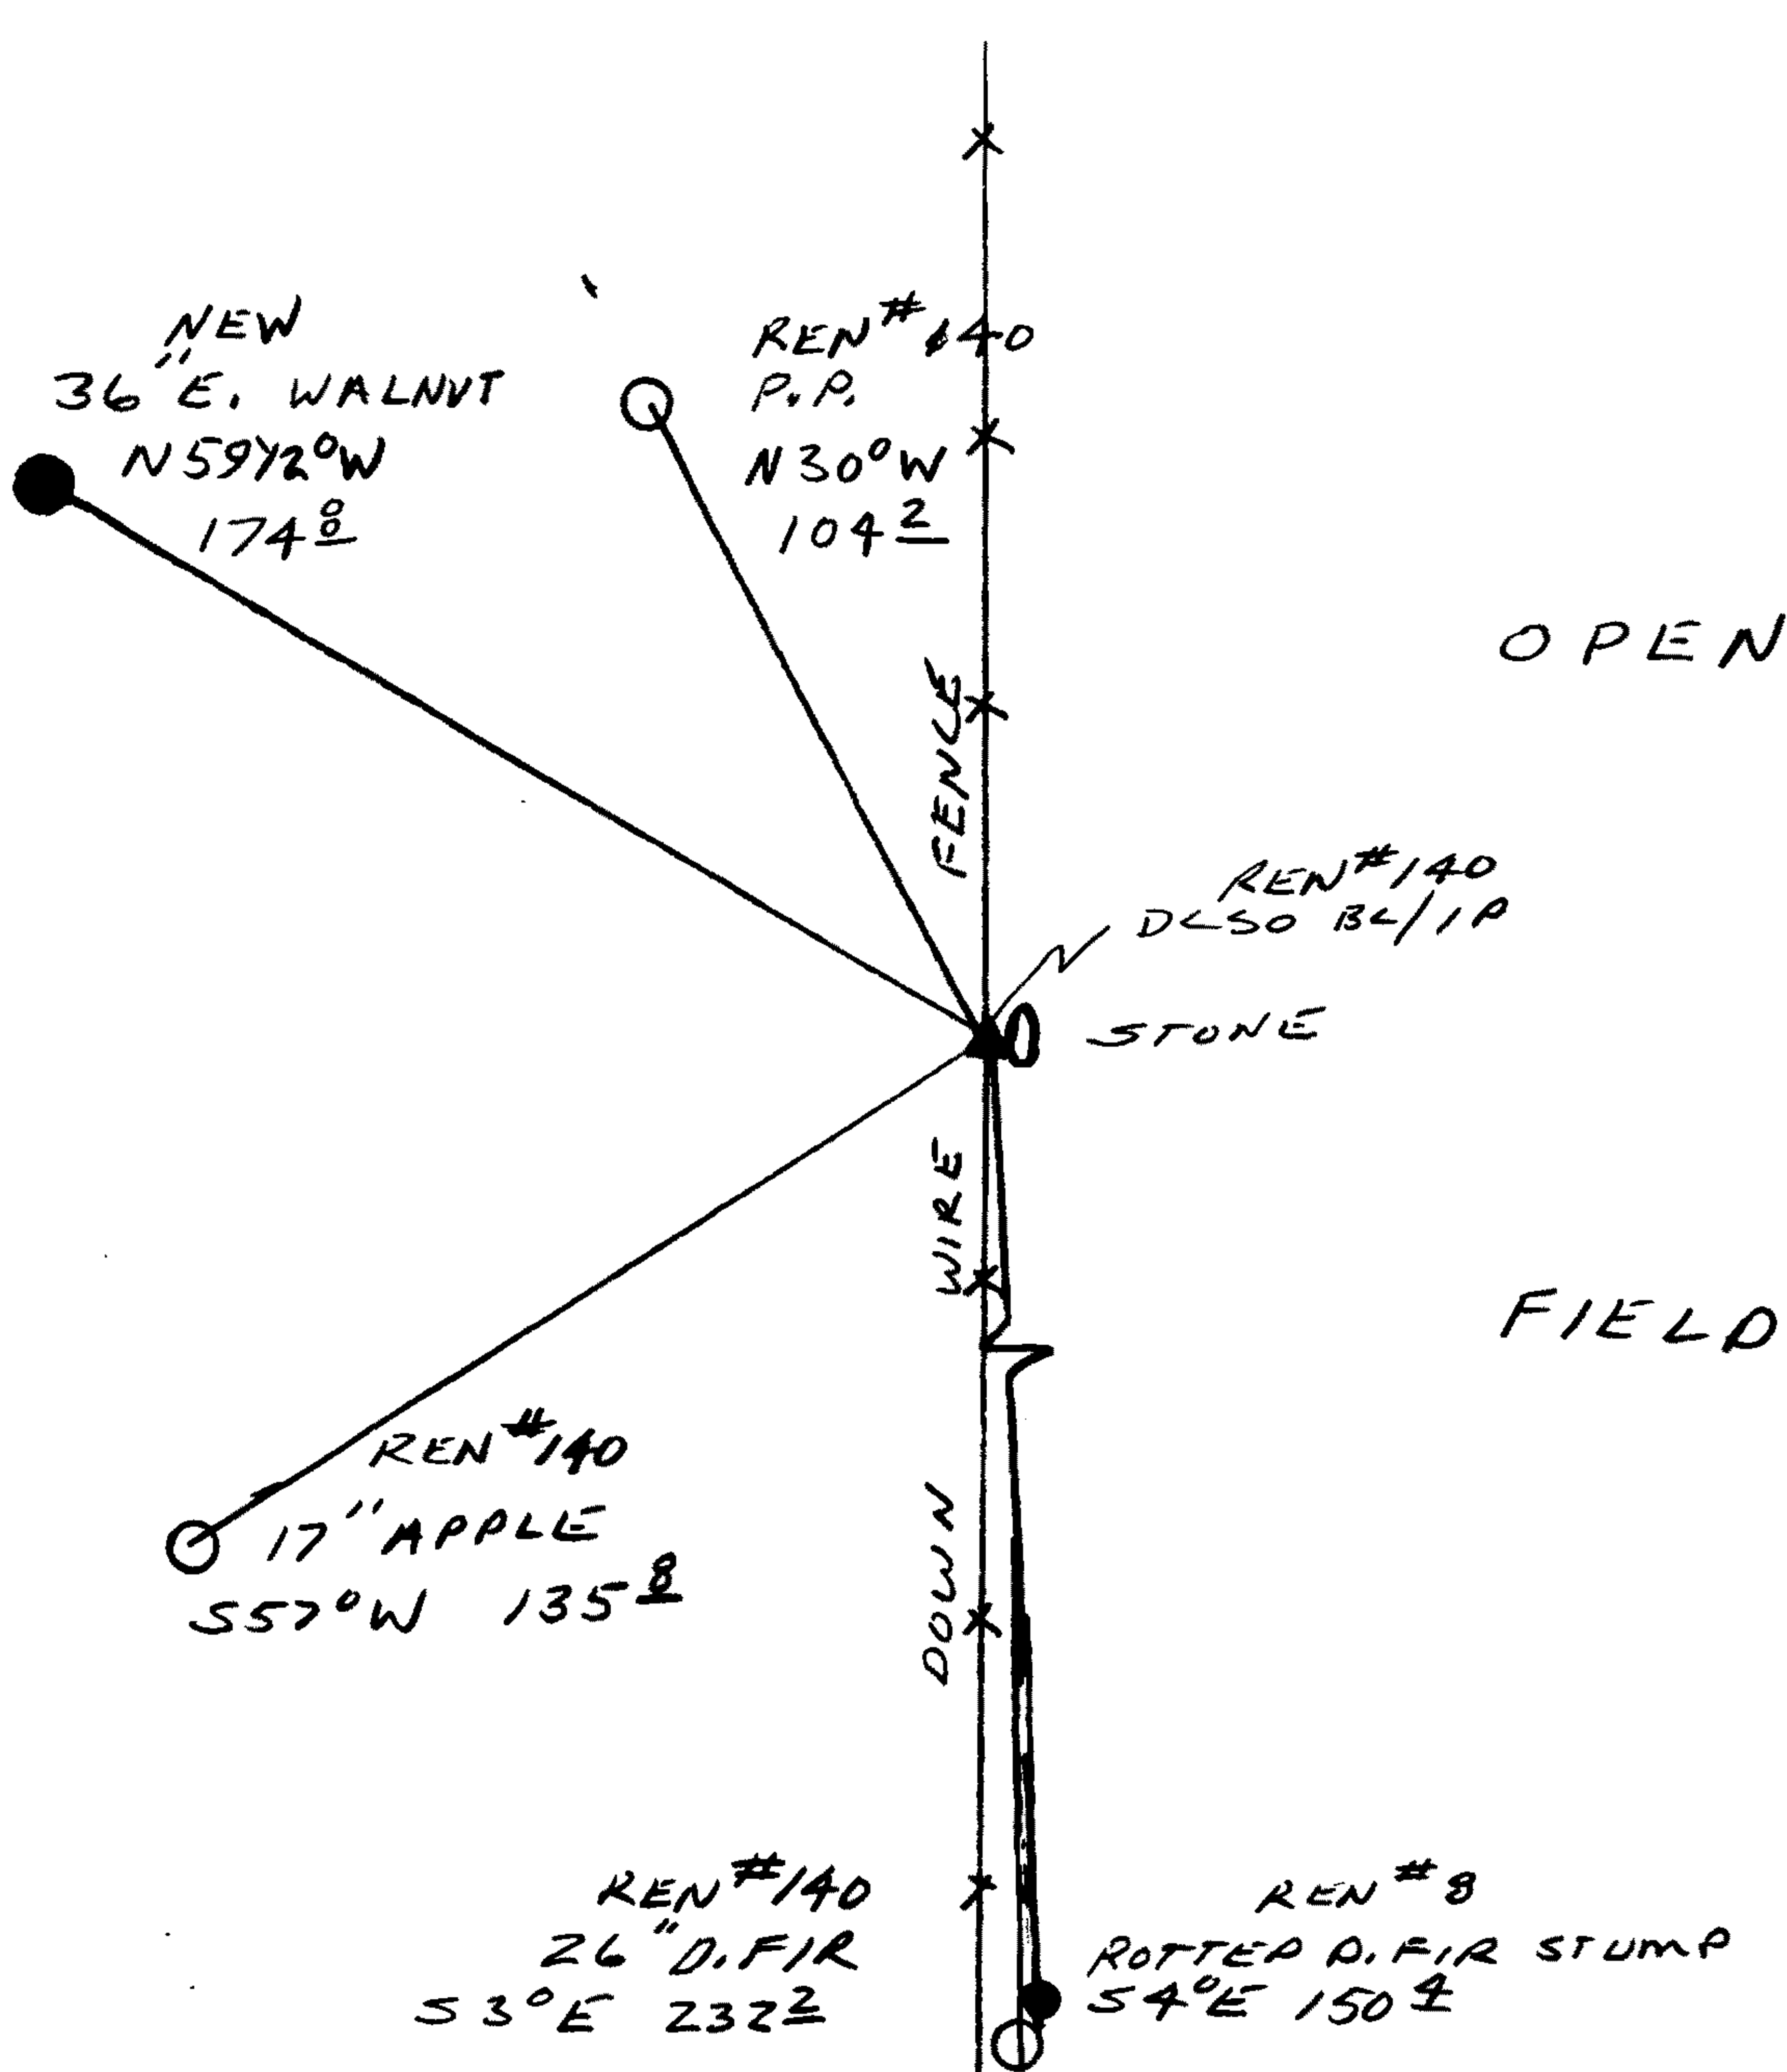 NEW
36" E. WALNUT
N59½°W
174 0
REN #140
P.P.
N30°W
104 2
OPEN
FENCE
REN #140
DLSO BC/IP
STONE
WIRE
FIELD
REN #140
17" APPLE
S57°W 135 8
DOWN
REN #140
26" D.FIR
S3°E 232 2
REN #8
ROTTED D.FIR STUMP
S4°E 150 4